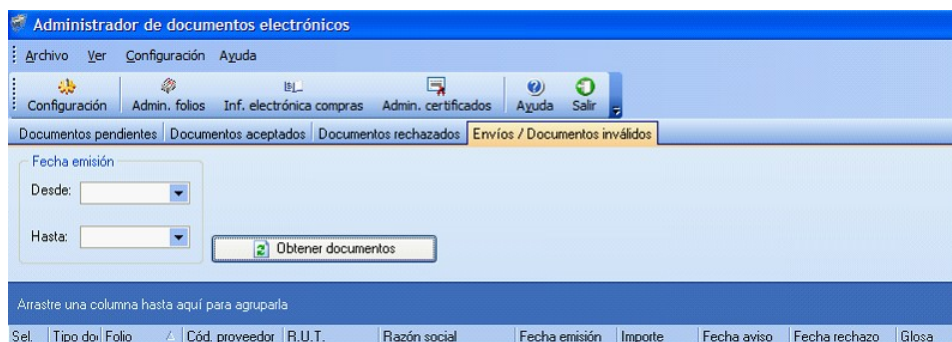 Administrador de documentos electrónicos
Archivo Ver Configuración Ayuda
Configuración Admin. folios Inf. electrónica compras Admin. certificados Ayuda Salir
Documentos pendientes Documentos aceptados Documentos rechazados Envíos / Documentos inválidos
Fecha emisión
Desde:
Hasta:
Obtener documentos
Arrastre una columna hasta aquí para agruparla
Sel. Tipo do Folio Cód. proveedor R.U.T. Razón social Fecha emisión Importe Fecha aviso Fecha rechazo Glosa